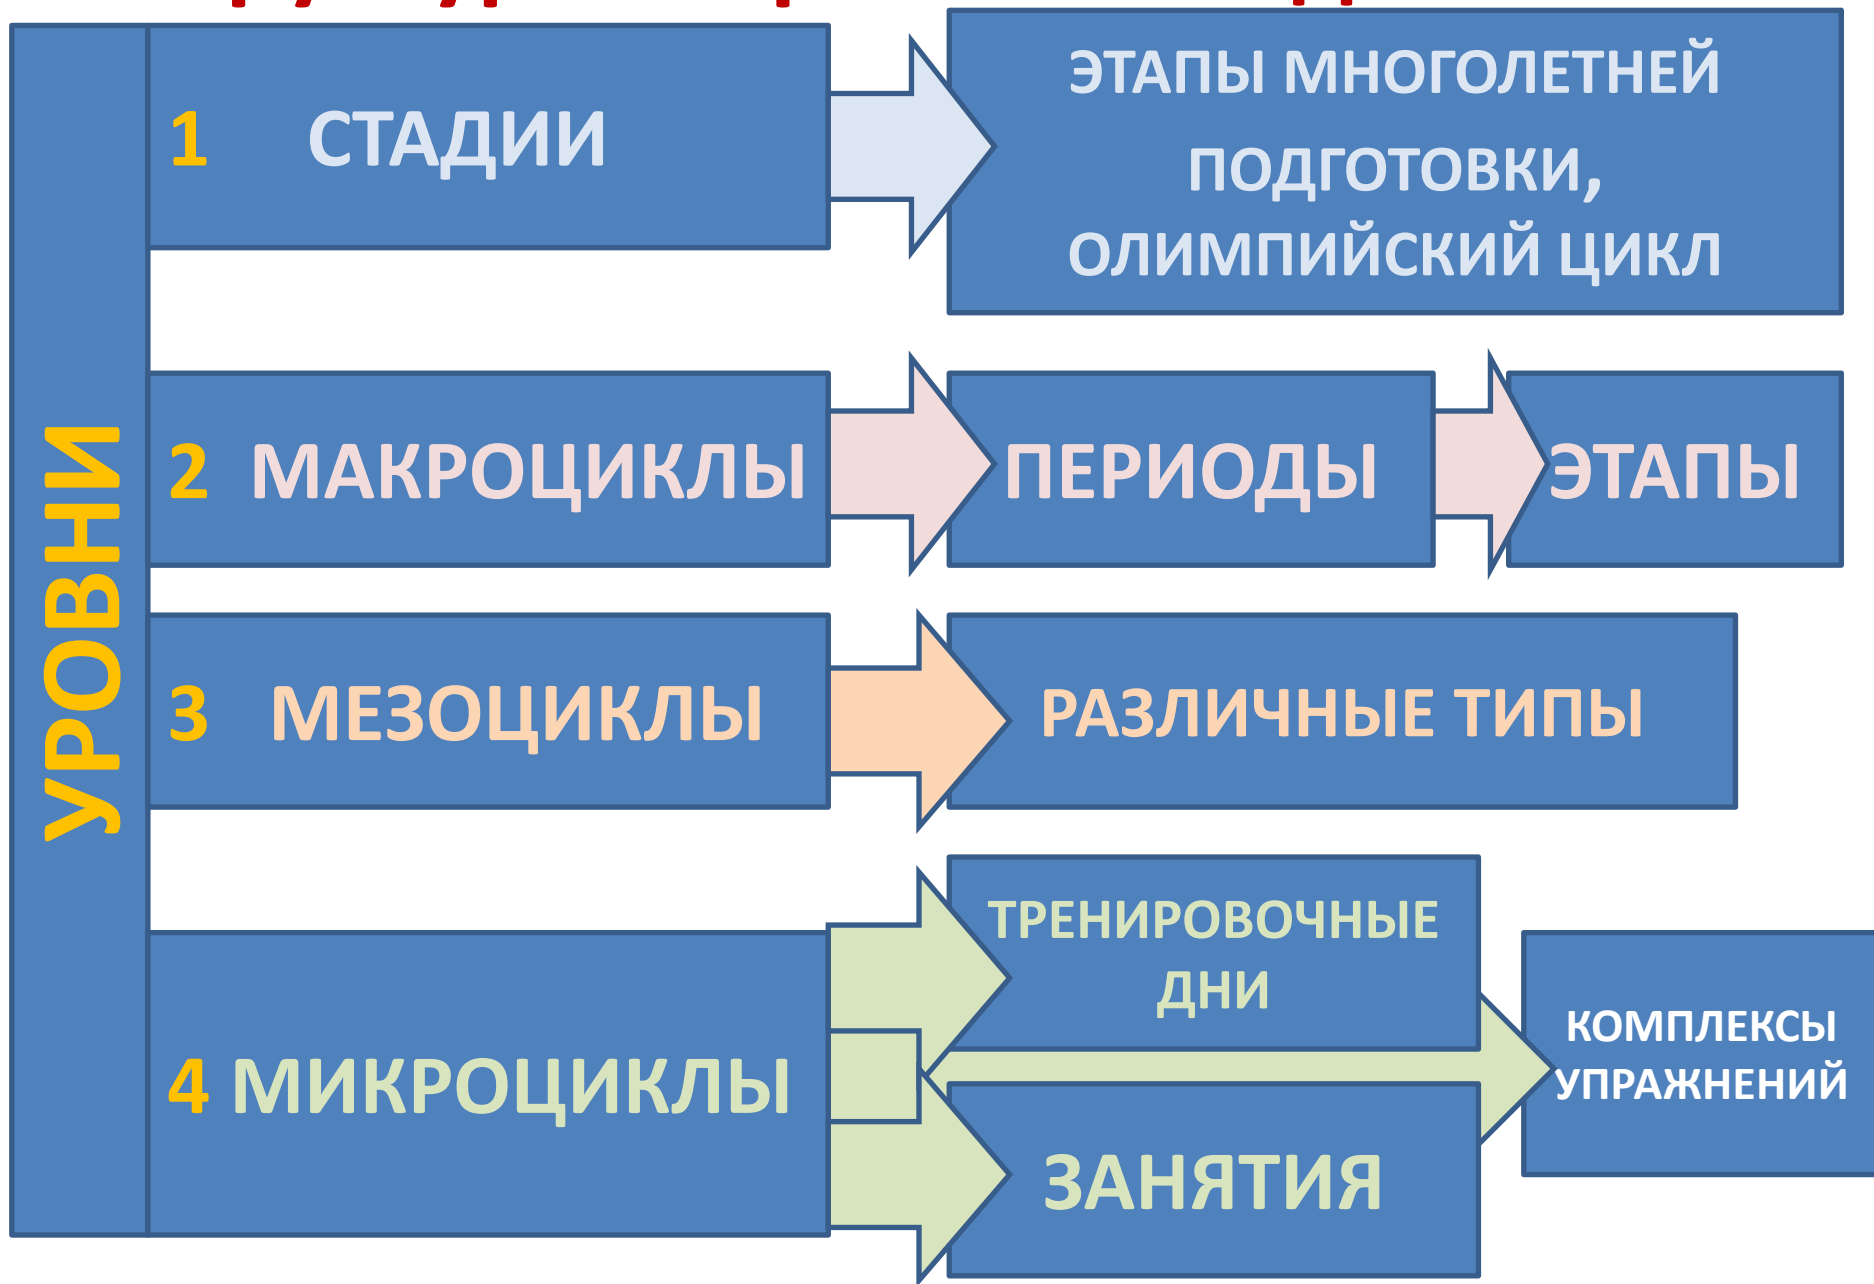 УРОВНИ
1 СТАДИИ
ЭТАПЫ МНОГОЛЕТНЕЙ
ПОДГОТОВКИ,
ОЛИМПИЙСКИЙ ЦИКЛ
2 МАКРОЦИКЛЫ
ПЕРИОДЫ
ЭТАПЫ
3 МЕЗОЦИКЛЫ
РАЗЛИЧНЫЕ ТИПЫ
4 МИКРОЦИКЛЫ
ТРЕНИРОВОЧНЫЕ
ДНИ
ЗАНЯТИЯ
КОМПЛЕКСЫ
УПРАЖНЕНИЙ